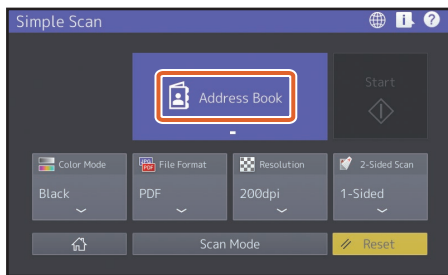 Simple Scan
Address Book
Start
Color Mode
File Format
Resolution
2-Sided Scan
Black
PDF
200dpi
1-Sided
Scan Mode
Reset